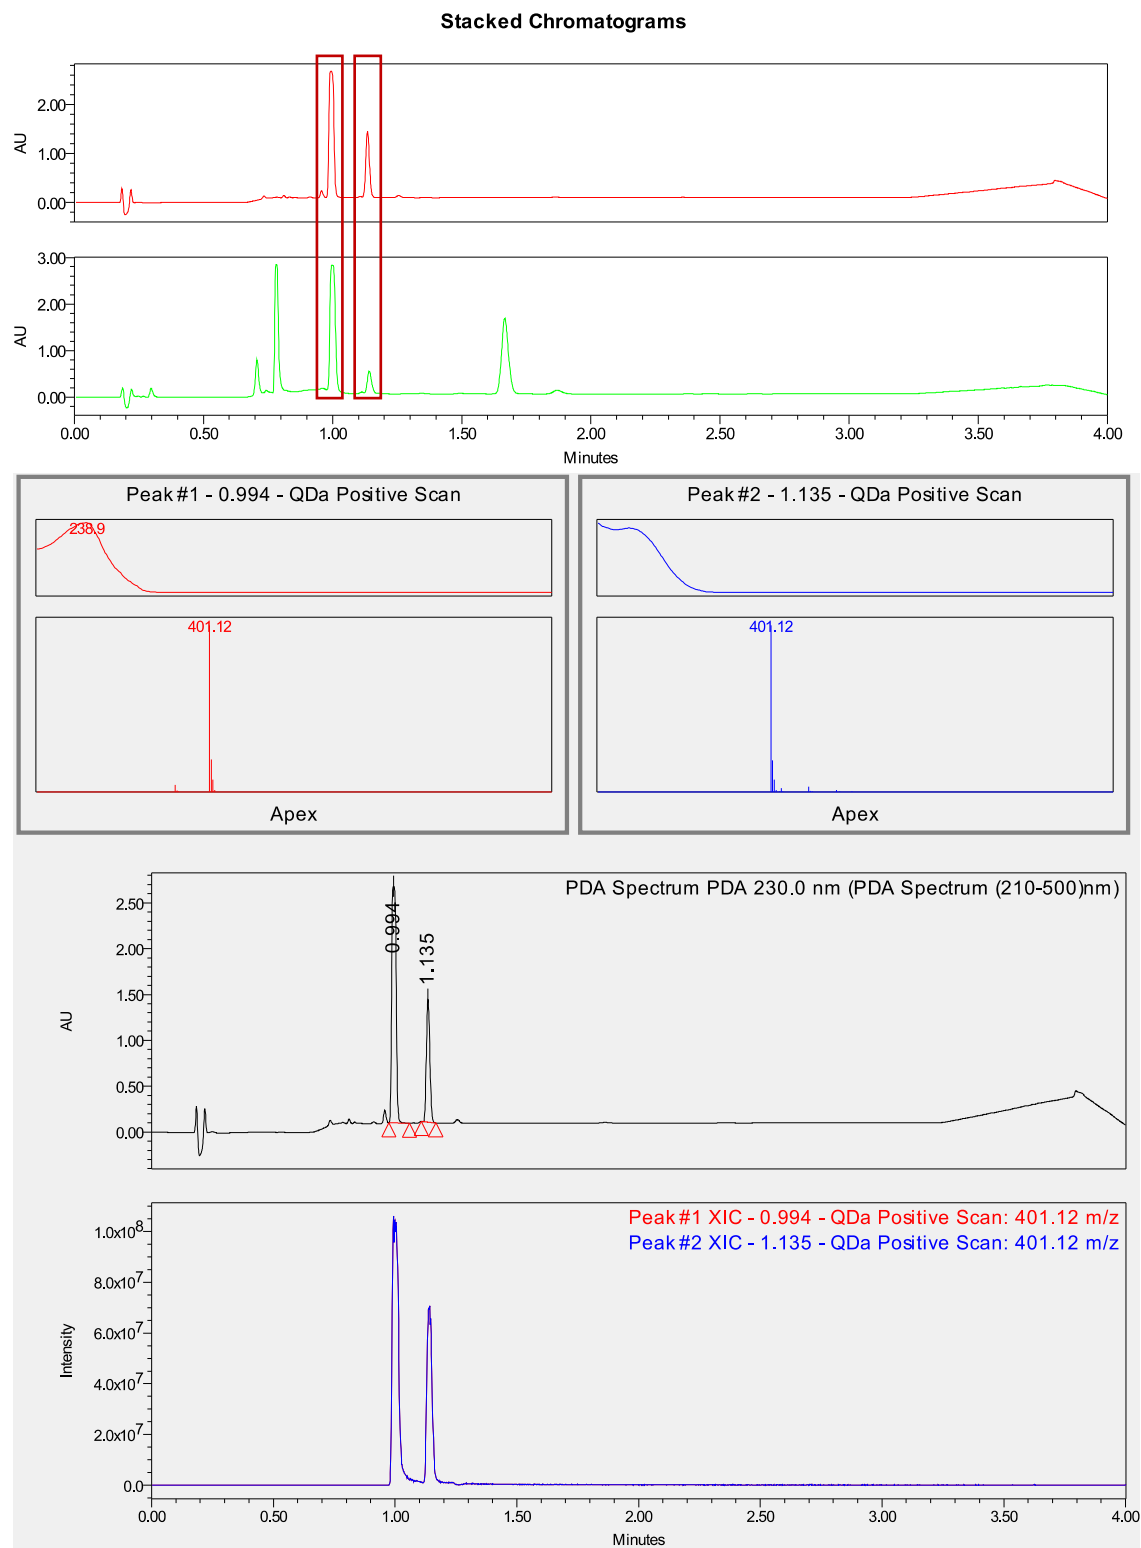 Stacked Chromatograms
AU
2.00
1.00
0.00
AU
3.00
2.00
1.00
0.00
0.00 0.50 1.00 1.50 2.00 2.50 3.00 3.50 4.00
Minutes
Peak #1 - 0.994 - QDa Positive Scan
238.9
401.12
Apex
Peak #2 - 1.135 - QDa Positive Scan
401.12
Apex
PDA Spectrum PDA 230.0 nm (PDA Spectrum (210-500)nm)
AU
2.50
2.00
1.50
1.00
0.50
0.00
0.994
1.135
Peak #1 XIC - 0.994 - QDa Positive Scan: 401.12 m/z
Peak #2 XIC - 1.135 - QDa Positive Scan: 401.12 m/z
Intensity
1.0x10⁸
8.0x10⁷
6.0x10⁷
4.0x10⁷
2.0x10⁷
0.0
0.00 0.50 1.00 1.50 2.00 2.50 3.00 3.50 4.00
Minutes